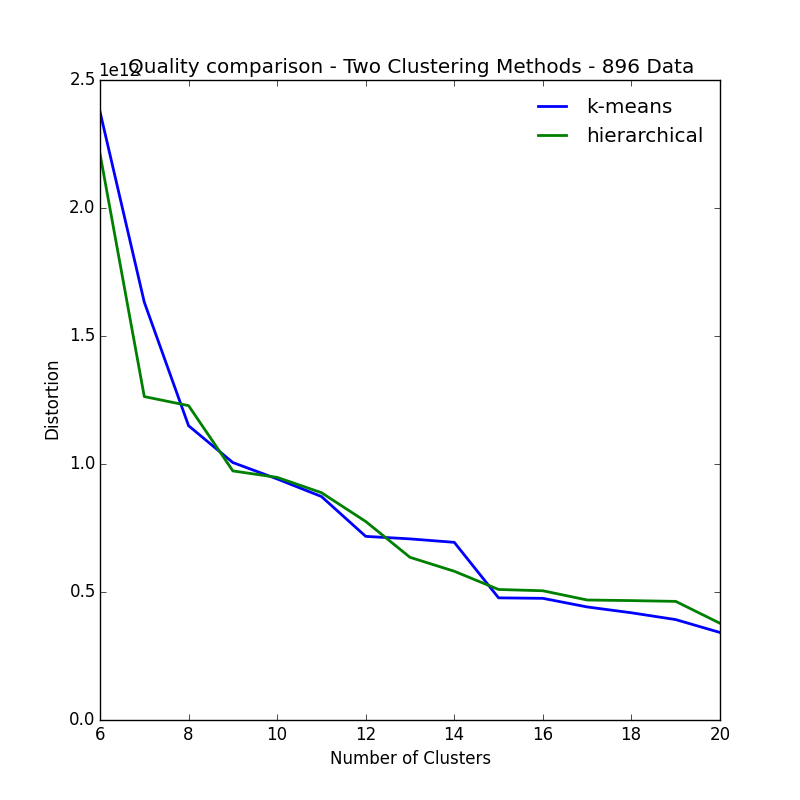 1e12
Quality comparison - Two Clustering Methods - 896 Data
k-means
hierarchical
2.5
2.0
1.5
1.0
0.5
0.0
Distortion
6 8 10 12 14 16 18 20
Number of Clusters